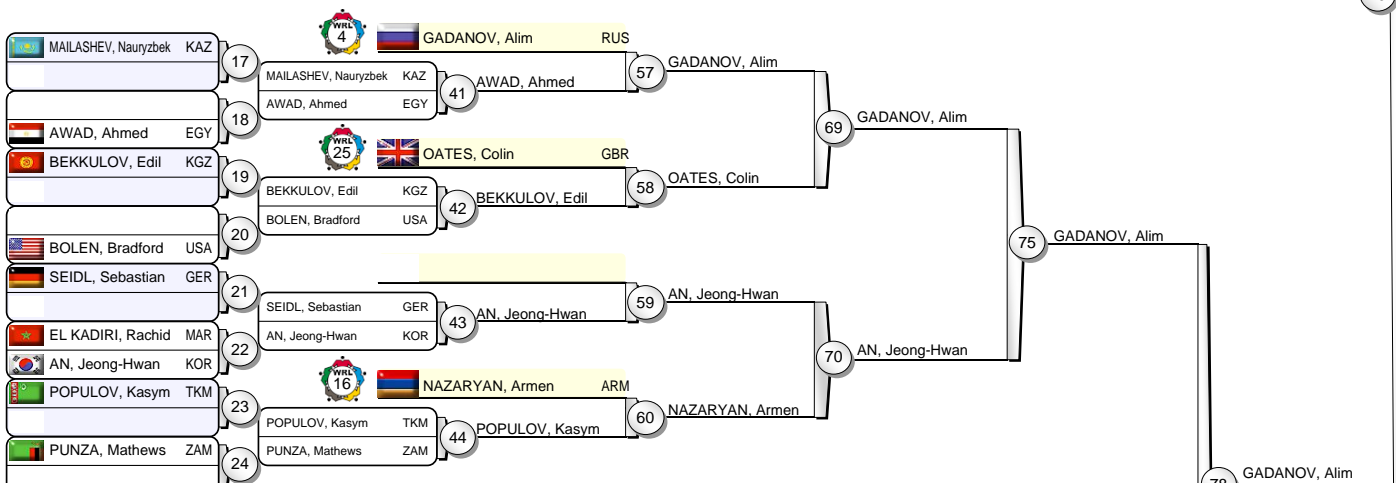 WRL
4
GADANOV, Alim RUS
MAILASHEV, Nauryzbek KAZ
17
57
GADANOV, Alim
MAILASHEV, Nauryzbek KAZ
41
AWAD, Ahmed
AWAD, Ahmed EGY
18
69
GADANOV, Alim
AWAD, Ahmed EGY
WRL
25
OATES, Colin GBR
BEKKULOV, Edil KGZ
19
58
OATES, Colin
BEKKULOV, Edil KGZ
42
BEKKULOV, Edil
BOLEN, Bradford USA
20
75
GADANOV, Alim
BOLEN, Bradford USA
SEIDL, Sebastian GER
21
59
AN, Jeong-Hwan
SEIDL, Sebastian GER
43
AN, Jeong-Hwan
EL KADIRI, Rachid MAR
AN, Jeong-Hwan KOR
22
70
AN, Jeong-Hwan
AN, Jeong-Hwan KOR
WRL
16
NAZARYAN, Armen ARM
POPULOV, Kasym TKM
23
60
NAZARYAN, Armen
POPULOV, Kasym TKM
44
POPULOV, Kasym
PUNZA, Mathews ZAM
PUNZA, Mathews ZAM
24
78
GADANOV, Alim